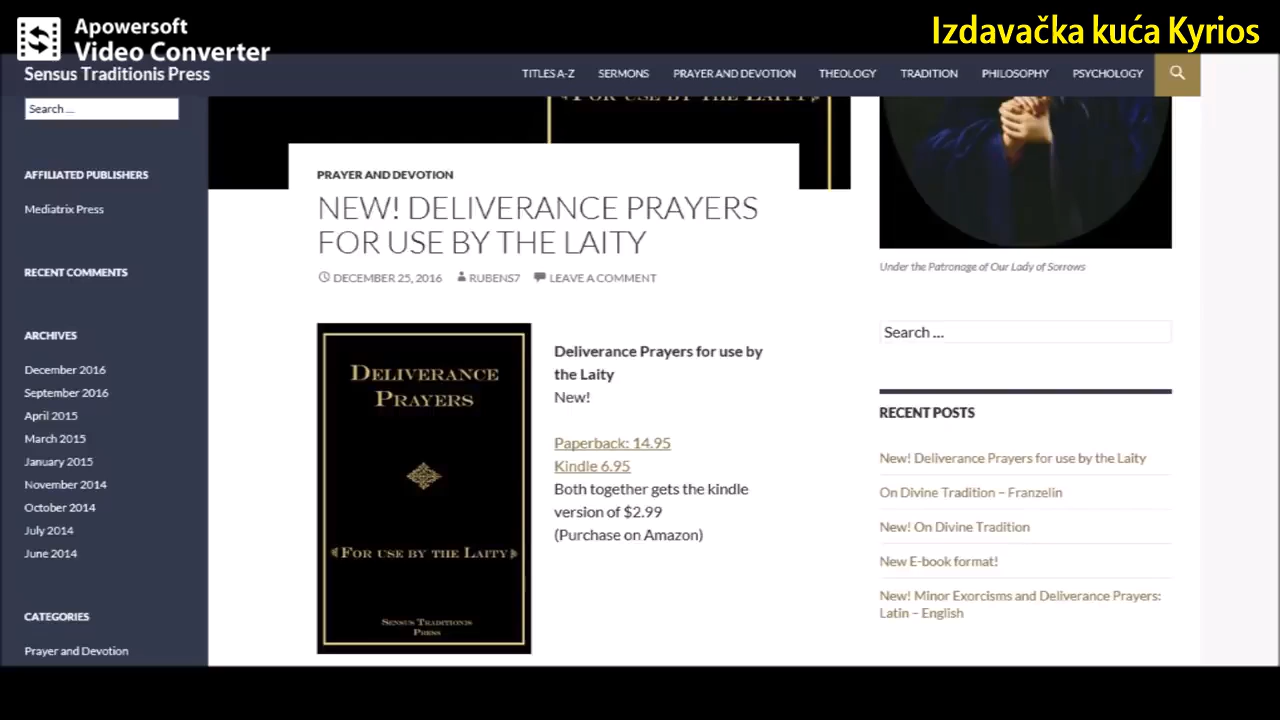 Apowersoft
Video Converter
Izdavačka kuća Kyrios
Sensus Traditionis Press
TITLES A-Z
SERMONS
PRAYER AND DEVOTION
THEOLOGY
TRADITION
PHILOSOPHY
PSYCHOLOGY
Search ...
AFFILIATED PUBLISHERS
Mediatrix Press
RECENT COMMENTS
ARCHIVES
December 2016
September 2016
April 2015
March 2015
January 2015
November 2014
October 2014
July 2014
June 2014
CATEGORIES
Prayer and Devotion
FOR USE BY THE LAITY
PRAYER AND DEVOTION
NEW! DELIVERANCE PRAYERS
FOR USE BY THE LAITY
DECEMBER 25, 2016
RUBENS7
LEAVE A COMMENT
DELIVERANCE
PRAYERS
FOR USE BY THE LAITY
SENSUS TRADITIONIS
PRESS
Deliverance Prayers for use by
the Laity
New!
Paperback: 14.95
Kindle 6.95
Both together gets the kindle
version of $2.99
(Purchase on Amazon)
Under the Patronage of Our Lady of Sorrows
Search ...
RECENT POSTS
New! Deliverance Prayers for use by the Laity
On Divine Tradition – Franzelin
New! On Divine Tradition
New E-book format!
New! Minor Exorcisms and Deliverance Prayers:
Latin – English